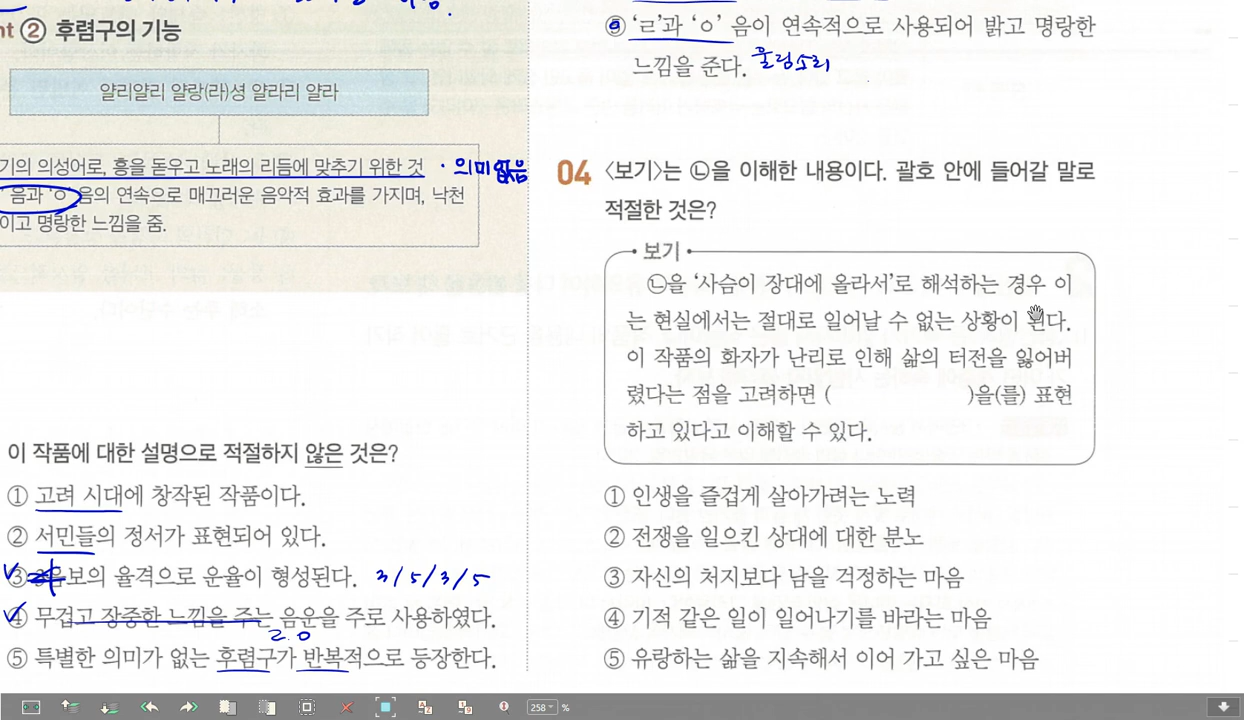 nt ② 후렴구의 기능
얄리얄리 얄랑(라)셩 얄라리 얄라
기의 의성어로, 흥을 돋우고 노래의 리듬에 맞추기 위한 것 · 의미없음
음과 'ㅇ' 음의 연속으로 매끄러운 음악적 효과를 가지며, 낙천
이고 명랑한 느낌을 줌.
이 작품에 대한 설명으로 적절하지 않은 것은?
① 고려 시대에 창작된 작품이다.
② 서민들의 정서가 표현되어 있다.
③ 3음보의 율격으로 운율이 형성된다. 3/5/3/5
④ 무겁고 장중한 느낌을 주는 음운을 주로 사용하였다.
ㄹ.ㅇ
⑤ 특별한 의미가 없는 후렴구가 반복적으로 등장한다.
⑤ 'ㄹ'과 'ㅇ' 음이 연속적으로 사용되어 밝고 명랑한
느낌을 준다. 울림소리
04 〈보기〉는 ㉡을 이해한 내용이다. 괄호 안에 들어갈 말로
적절한 것은?
보기
㉡을 '사슴이 장대에 올라서'로 해석하는 경우 이
는 현실에서는 절대로 일어날 수 없는 상황이 된다.
이 작품의 화자가 난리로 인해 삶의 터전을 잃어버
렸다는 점을 고려하면 ( )을(를) 표현
하고 있다고 이해할 수 있다.
① 인생을 즐겁게 살아가려는 노력
② 전쟁을 일으킨 상대에 대한 분노
③ 자신의 처지보다 남을 걱정하는 마음
④ 기적 같은 일이 일어나기를 바라는 마음
⑤ 유랑하는 삶을 지속해서 이어 가고 싶은 마음
258 %